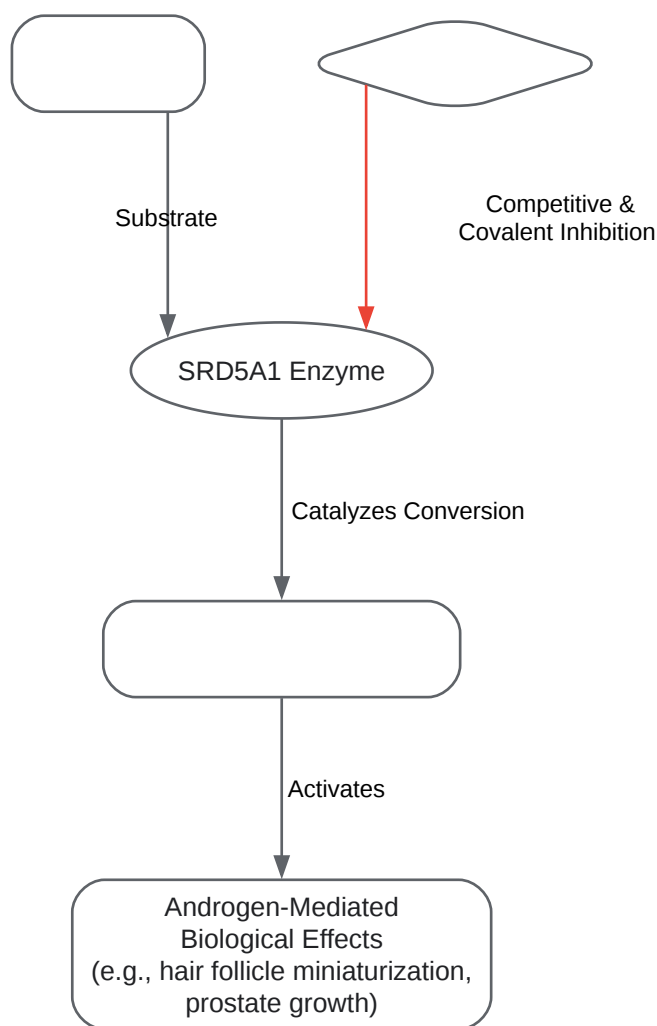 Substrate
Competitive &
Covalent Inhibition
SRD5A1 Enzyme
Catalyzes Conversion
Activates
Androgen-Mediated
Biological Effects
(e.g., hair follicle miniaturization,
prostate growth)